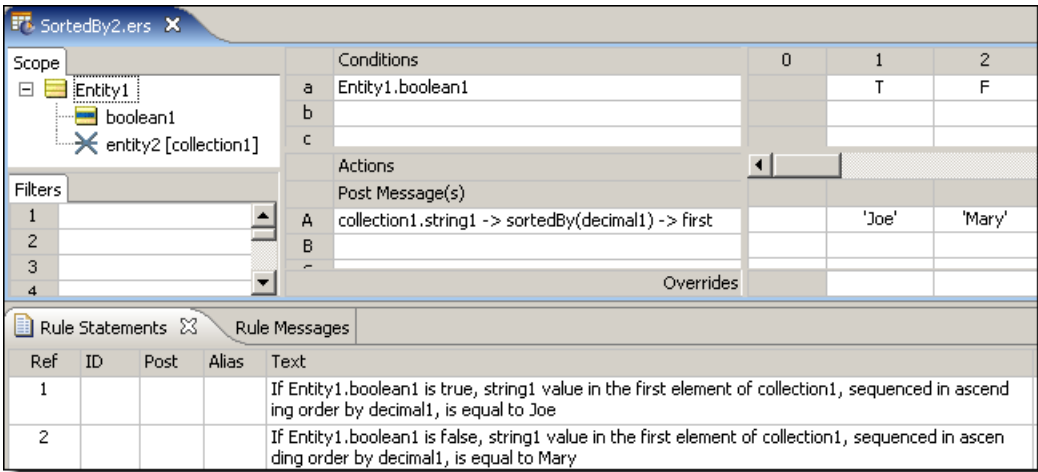 SortedBy2.ers
Scope
Entity1
boolean1
entity2 [collection1]
Filters
1
2
3
4
Conditions 0 1 2
a Entity1.boolean1 T F
b
c
Actions
Post Message(s)
A collection1.string1 -> sortedBy(decimal1) -> first 'Joe' 'Mary'
B
Overrides
Rule Statements Rule Messages
Ref ID Post Alias Text
1 If Entity1.boolean1 is true, string1 value in the first element of collection1, sequenced in ascend
ing order by decimal1, is equal to Joe
2 If Entity1.boolean1 is false, string1 value in the first element of collection1, sequenced in ascen
ding order by decimal1, is equal to Mary